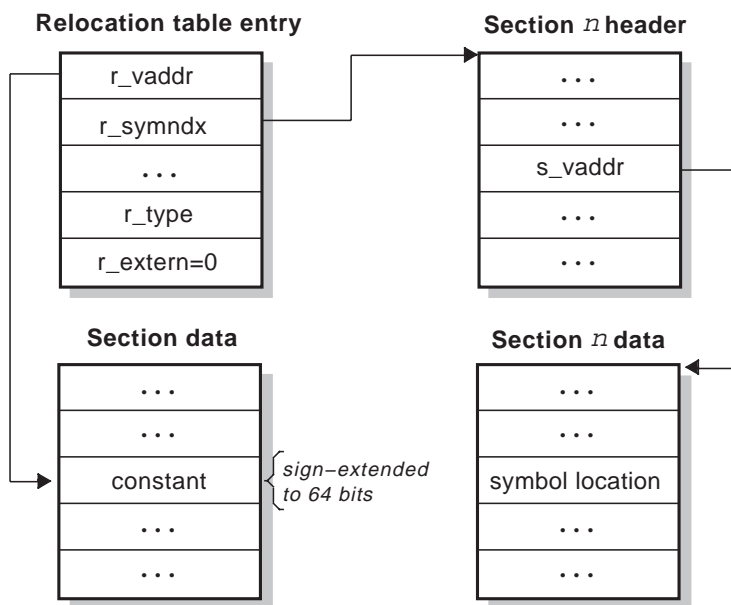 Relocation table entry
r_vaddr
r_symndx
...
r_type
r_extern=0
Section n header
...
...
s_vaddr
...
...
Section data
...
...
constant
...
...
sign–extended
to 64 bits
Section n data
...
...
symbol location
...
...